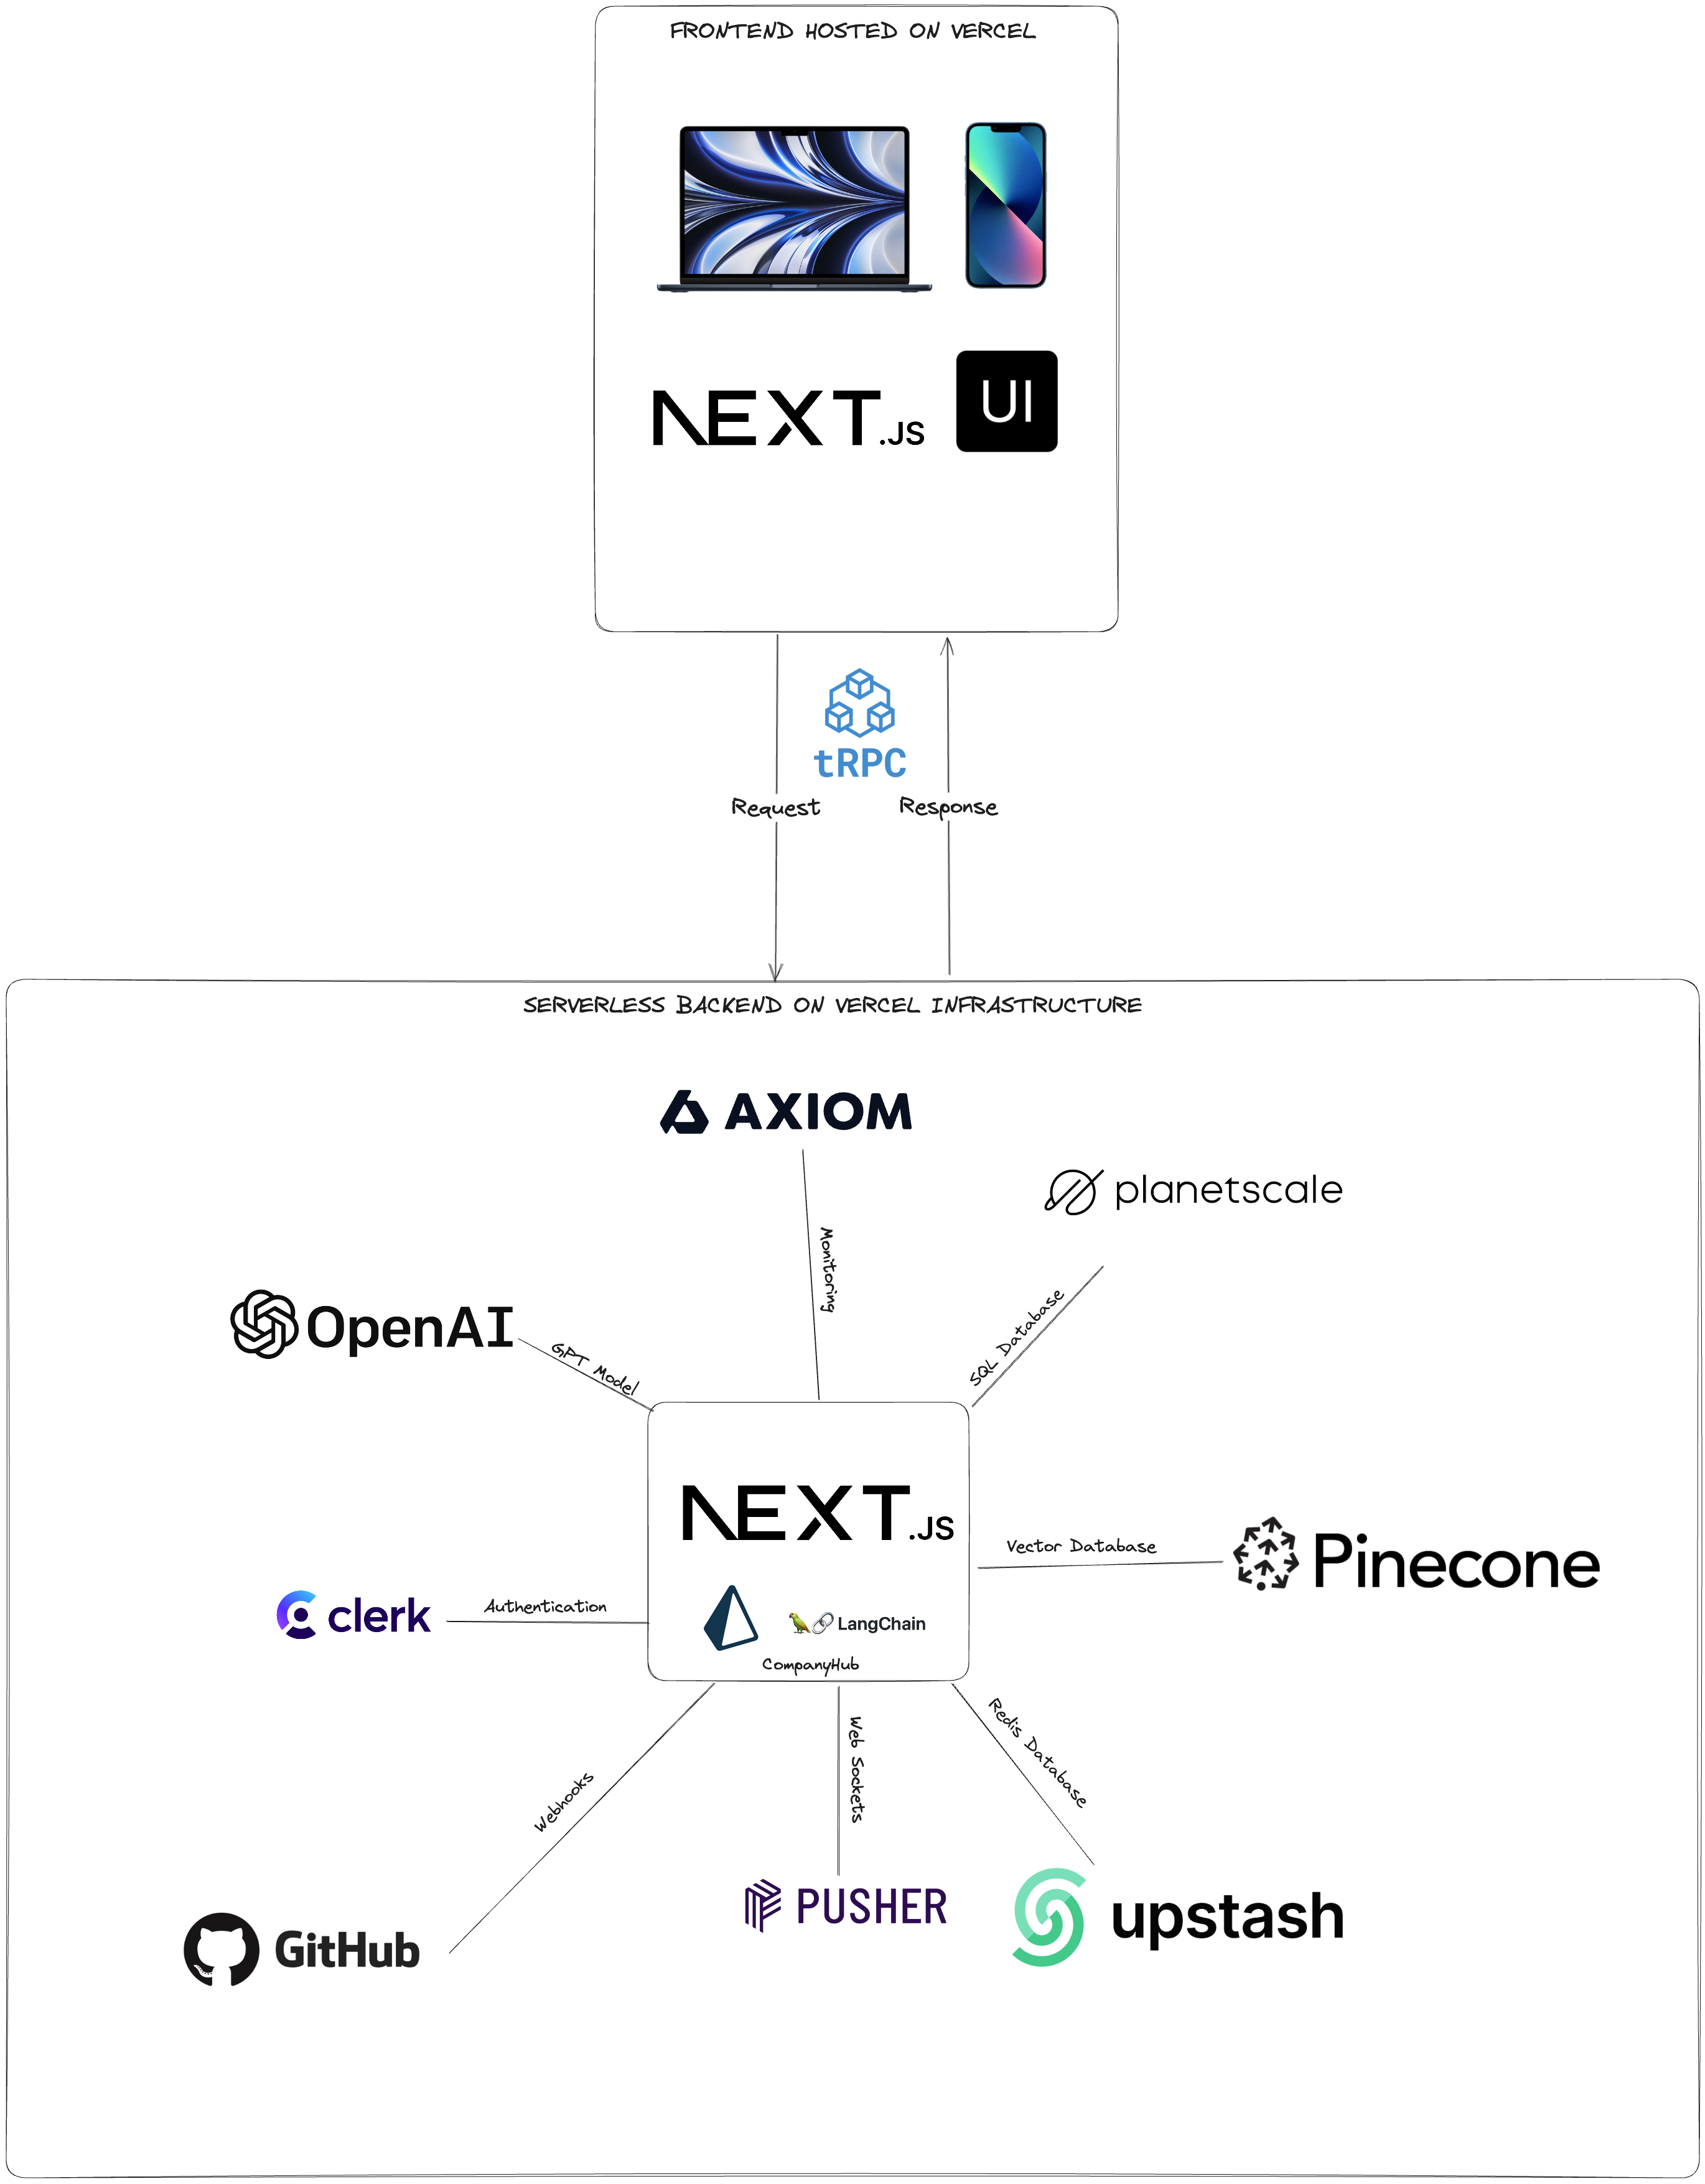 FRONTEND HOSTED ON VERCEL
NEXT.JS
UI
tRPC
Request
Response
SERVERLESS BACKEND ON VERCEL INFRASTRUCTURE
AXIOM
planetscale
Monitoring
SQL Database
OpenAI
GPT Model
NEXT.JS
Vector Database
Pinecone
clerk
Authentication
LangChain
CompanyHub
Webhooks
Web Sockets
Redis Database
GitHub
PUSHER
upstash